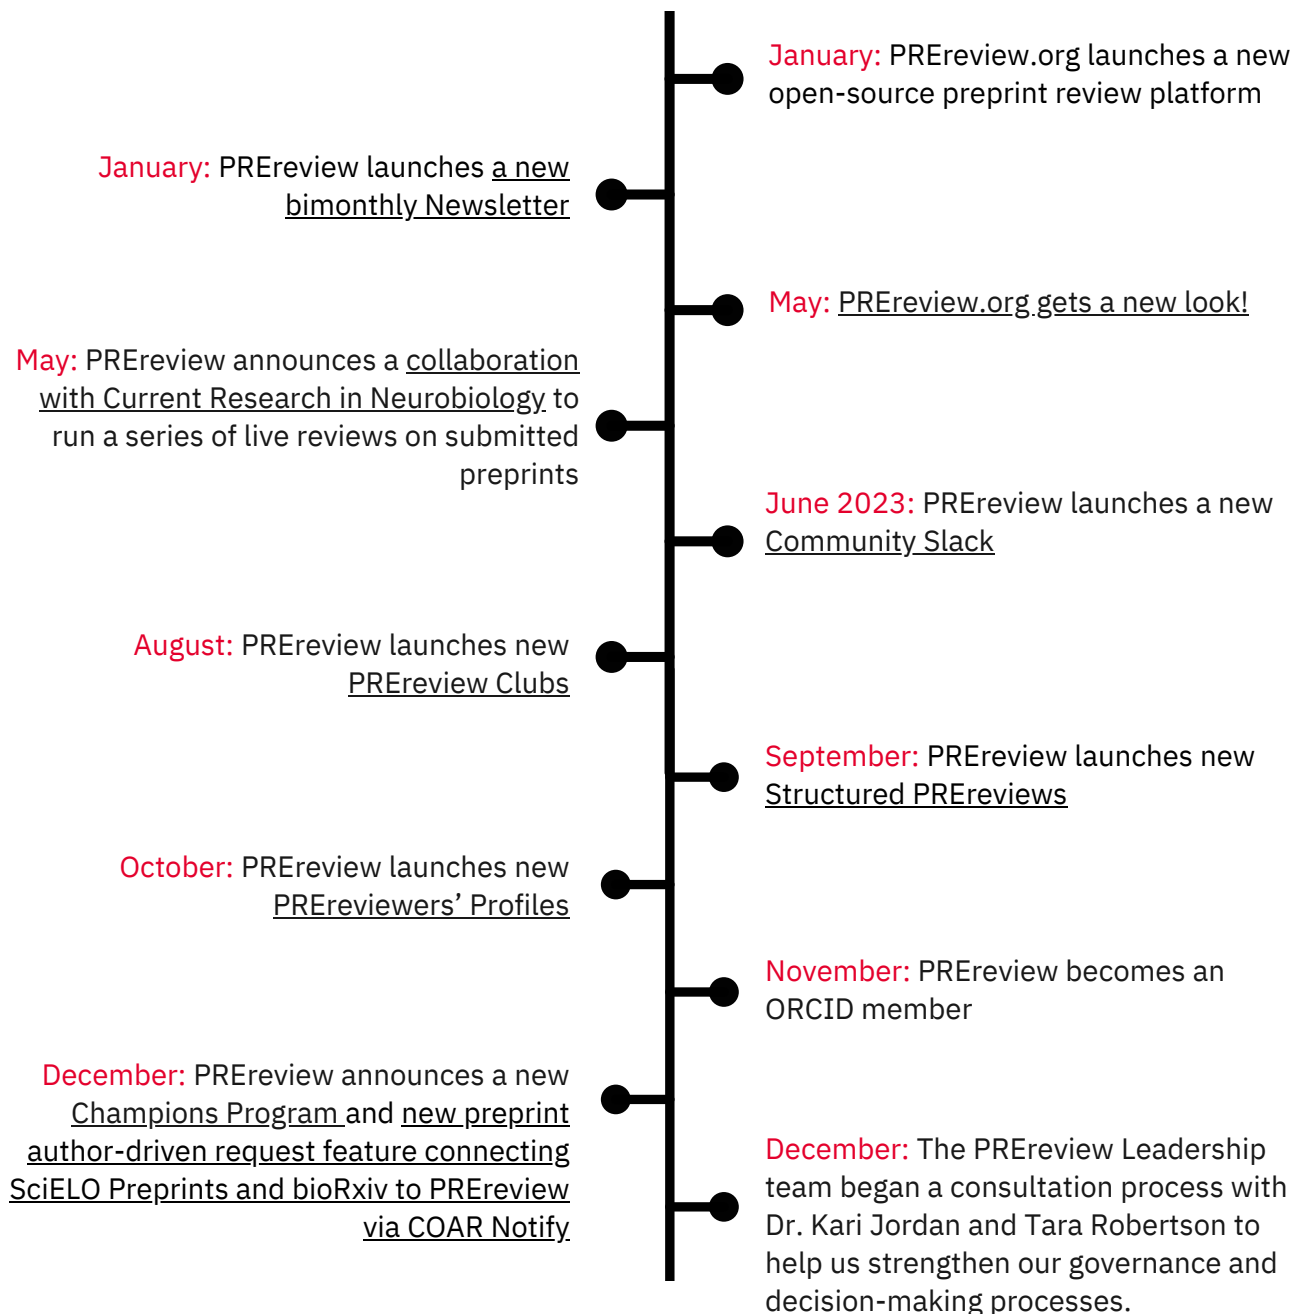 January: PREreview.org launches a new
open-source preprint review platform
January: PREreview launches a new
bimonthly Newsletter
May: PREreview.org gets a new look!
May: PREreview announces a collaboration
with Current Research in Neurobiology to
run a series of live reviews on submitted
preprints
June 2023: PREreview launches a new
Community Slack
August: PREreview launches new
PREreview Clubs
September: PREreview launches new
Structured PREreviews
October: PREreview launches new
PREreviewers’ Profiles
November: PREreview becomes an
ORCID member
December: PREreview announces a new
Champions Program and new preprint
author-driven request feature connecting
SciELO Preprints and bioRxiv to PREreview
via COAR Notify
December: The PREreview Leadership
team began a consultation process with
Dr. Kari Jordan and Tara Robertson to
help us strengthen our governance and
decision-making processes.